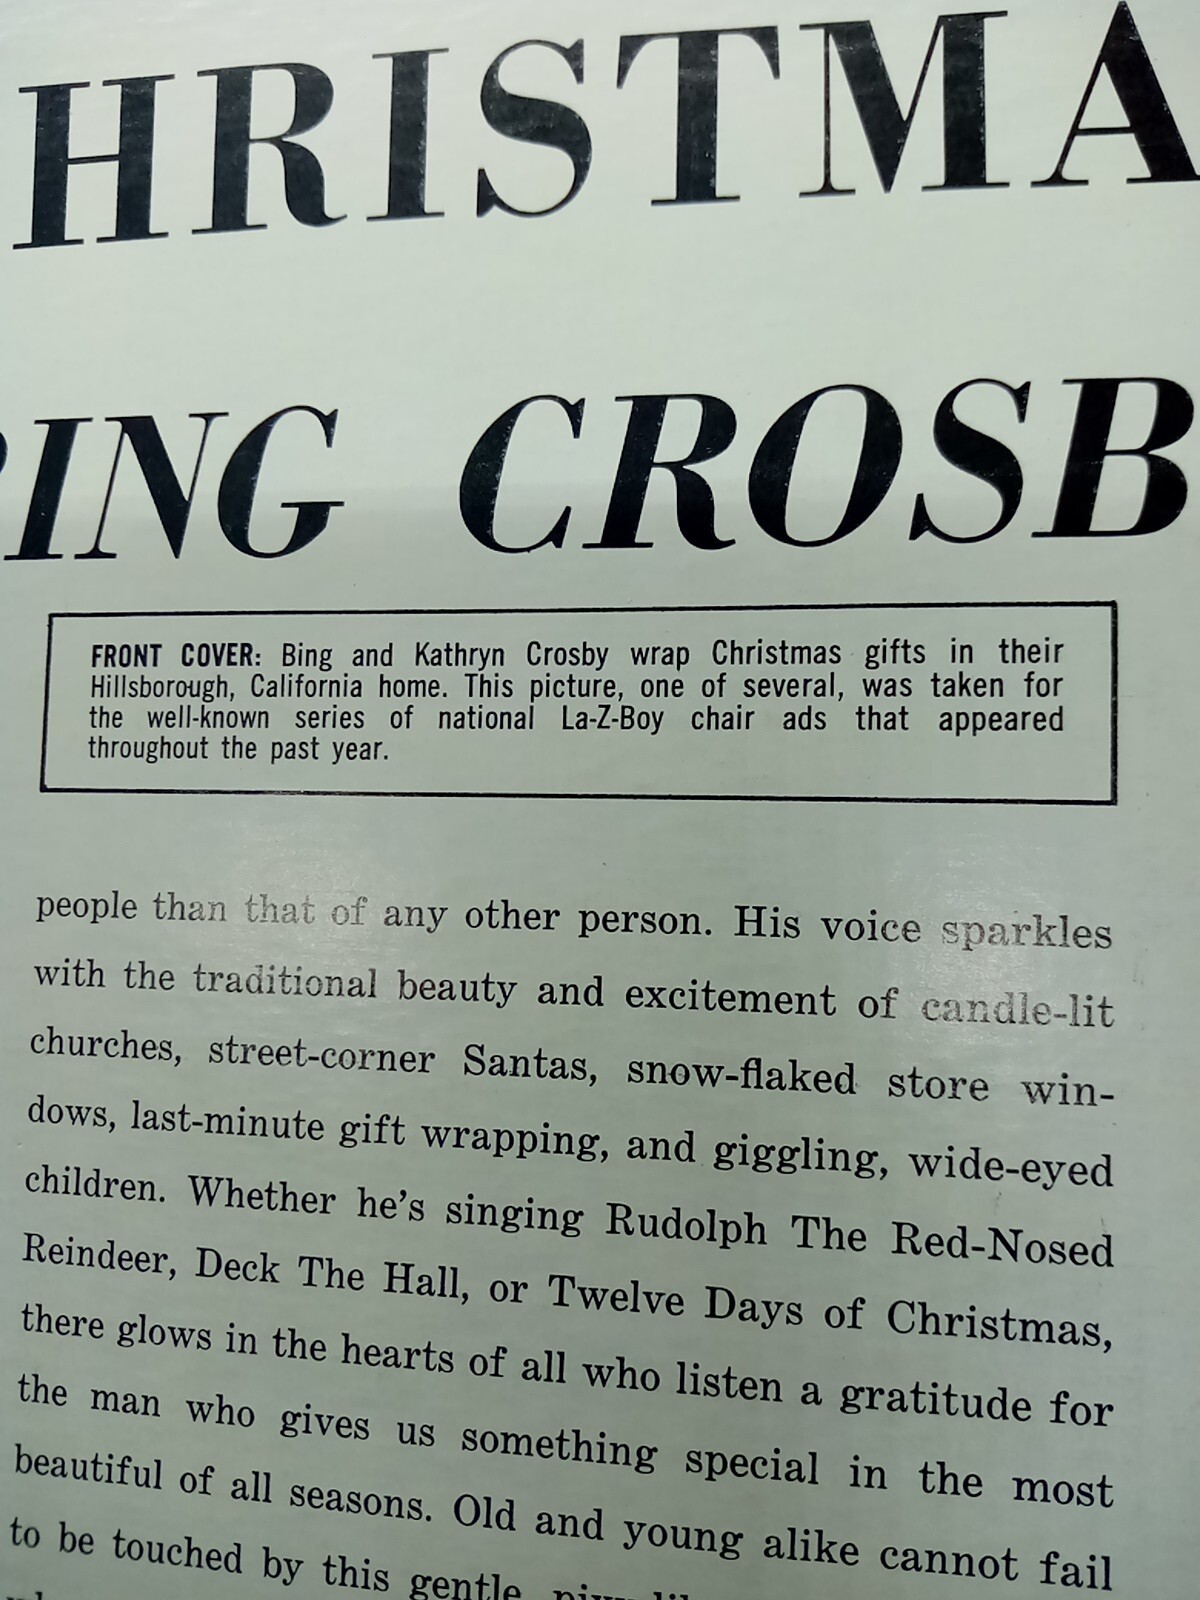 HRISTMA
ING CROSB
FRONT COVER: Bing and Kathryn Crosby wrap Christmas gifts in their
Hillsborough, California home. This picture, one of several, was taken for
the well-known series of national La-Z-Boy chair ads that appeared
throughout the past year.
people than that of any other person. His voice sparkles
with the traditional beauty and excitement of candle-lit
churches, street-corner Santas, snow-flaked store win-
dows, last-minute gift wrapping, and giggling, wide-eyed
children. Whether he's singing Rudolph The Red-Nosed
Reindeer, Deck The Hall, or Twelve Days of Christmas,
there glows in the hearts of all who listen a gratitude for
the man who gives us something special in the most
beautiful of all seasons. Old and young alike cannot fail
to be touched by this gentle